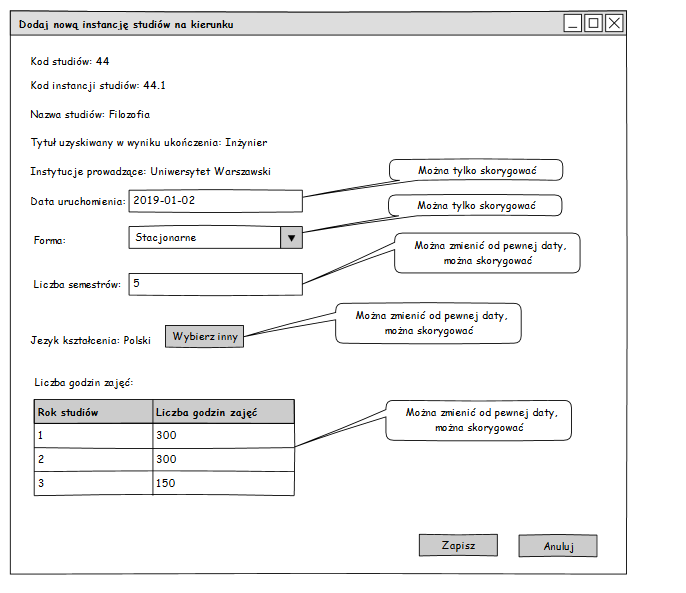 Dodaj nową instancję studiów na kierunku
Kod studiów: 44
Kod instancji studiów: 44.1
Nazwa studiów: Filozofia
Tytuł uzyskiwany w wyniku ukończenia: Inżynier
Instytucje prowadzące: Uniwersytet Warszawski
Można tylko skorygować
Data uruchomienia: 2019-01-02
Można tylko skorygować
Forma: Stacjonarne
Można zmienić od pewnej daty,
można skorygować
Liczba semestrów: 5
Można zmienić od pewnej daty,
można skorygować
Jezyk kształcenia: Polski Wybierz inny
Liczba godzin zajęć:
Rok studiów Liczba godzin zajęć
1 300
2 300
3 150
Można zmienić od pewnej daty,
można skorygować
Zapisz Anuluj